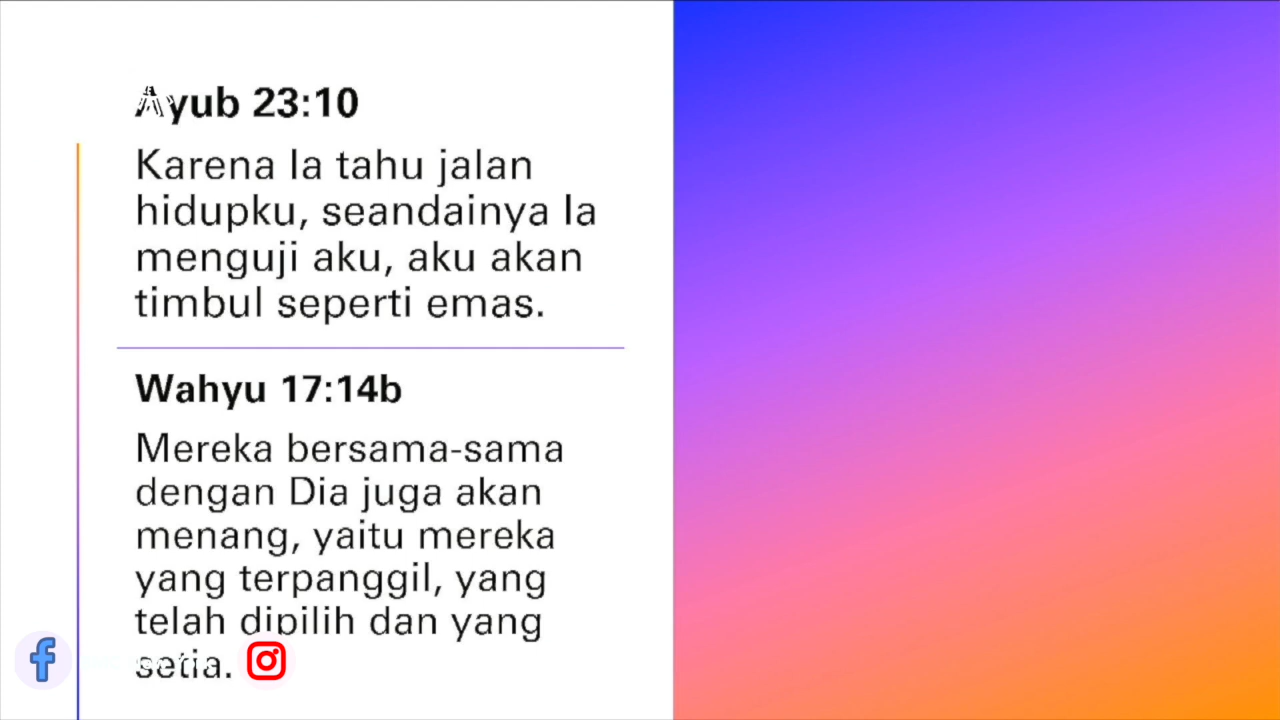 Ayub 23:10
Karena Ia tahu jalan
hidupku, seandainya Ia
menguji aku, aku akan
timbul seperti emas.
Wahyu 17:14b
Mereka bersama-sama
dengan Dia juga akan
menang, yaitu mereka
yang terpanggil, yang
telah dipilih dan yang
setia.